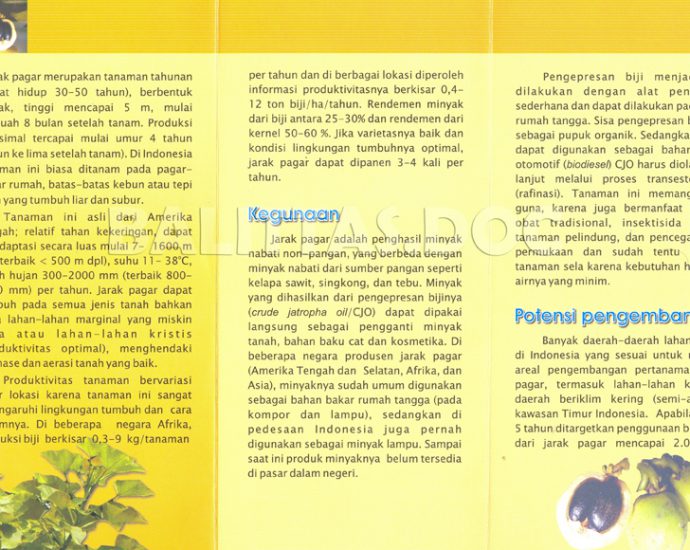 ak pagar merupakan tanaman tahunan
at hidup 30-50 tahun), berbentuk
ak, tinggi mencapai 5 m, mulai
uah 8 bulan setelah tanam. Produksi
simal tercapai mulai umur 4 tahun
un ke lima setelah tanam). Di Indonesia
aman ini biasa ditanam pada pagar-
ar rumah, batas-batas kebun atau tepi
n yang tumbuh liar dan subur.
Tanaman ini asli dari Amerika
gah; relatif tahan kekeringan, dapat
daptasi secara luas mulai 7- 1600 m
terbaik < 500 m dpl), suhu 11- 38°C,
h hujan 300-2000 mm (terbaik 800-
0 mm) per tahun. Jarak pagar dapat
buh pada semua jenis tanah bahkan
a lahan-lahan marginal yang miskin
a atau lahan-lahan kristis
duktivitas optimal), menghendaki
nase dan aerasi tanah yang baik.
Produktivitas tanaman bervariasi
r lokasi karena tanaman ini sangat
ngaruhi lingkungan tumbuh dan cara
mnya. Di beberapa negara Afrika,
uksi biji berkisar 0,3-9 kg/tanaman
per tahun dan di berbagai lokasi diperoleh
informasi produktivitasnya berkisar 0,4-
12 ton biji/ha/tahun. Rendemen minyak
dari biji antara 25-30% dan rendemen dari
kernel 50-60 %. Jika varietasnya baik dan
kondisi lingkungan tumbuhnya optimal,
jarak pagar dapat dipanen 3-4 kali per
tahun.
Kegunaan
Jarak pagar adalah penghasil minyak
nabati non-pangan, yang berbeda dengan
minyak nabati dari sumber pangan seperti
kelapa sawit, singkong, dan tebu. Minyak
yang dihasilkan dari pengepresan bijinya
(crude jatropha oil/CJO) dapat dipakai
langsung sebagai pengganti minyak
tanah, bahan baku cat dan kosmetika. Di
beberapa negara produsen jarak pagar
(Amerika Tengah dan Selatan, Afrika, dan
Asia), minyaknya sudah umum digunakan
sebagai bahan bakar rumah tangga (pada
kompor dan lampu), sedangkan di
pedesaan Indonesia juga pernah
digunakan sebagai minyak lampu. Sampai
saat ini produk minyaknya belum tersedia
di pasar dalam negeri.
Pengepresan biji menja
dilakukan dengan alat pen
sederhana dan dapat dilakukan pa
rumah tangga. Sisa pengepresan b
sebagai pupuk organik. Sedangka
dapat digunakan sebagai bahar
otomotif (biodiesel) CJO harus diola
lanjut melalui proses transest
(rafinasi). Tanaman ini memang
guna, karena juga bermanfaat
obat tradisional, insektisida
tanaman pelindung, dan pencega
permukaan dan sudah tentu
tanaman sela karena kebutuhan h
airnya yang minim.
Potensi pengemban
Banyak daerah-daerah lahan
di Indonesia yang sesuai untuk
areal pengembangan pertanama
pagar, termasuk lahan-lahan k
daerah beriklim kering (semi-a
kawasan Timur Indonesia. Apabila
5 tahun ditargetkan penggunaan b
dari jarak pagar mencapai 2.0